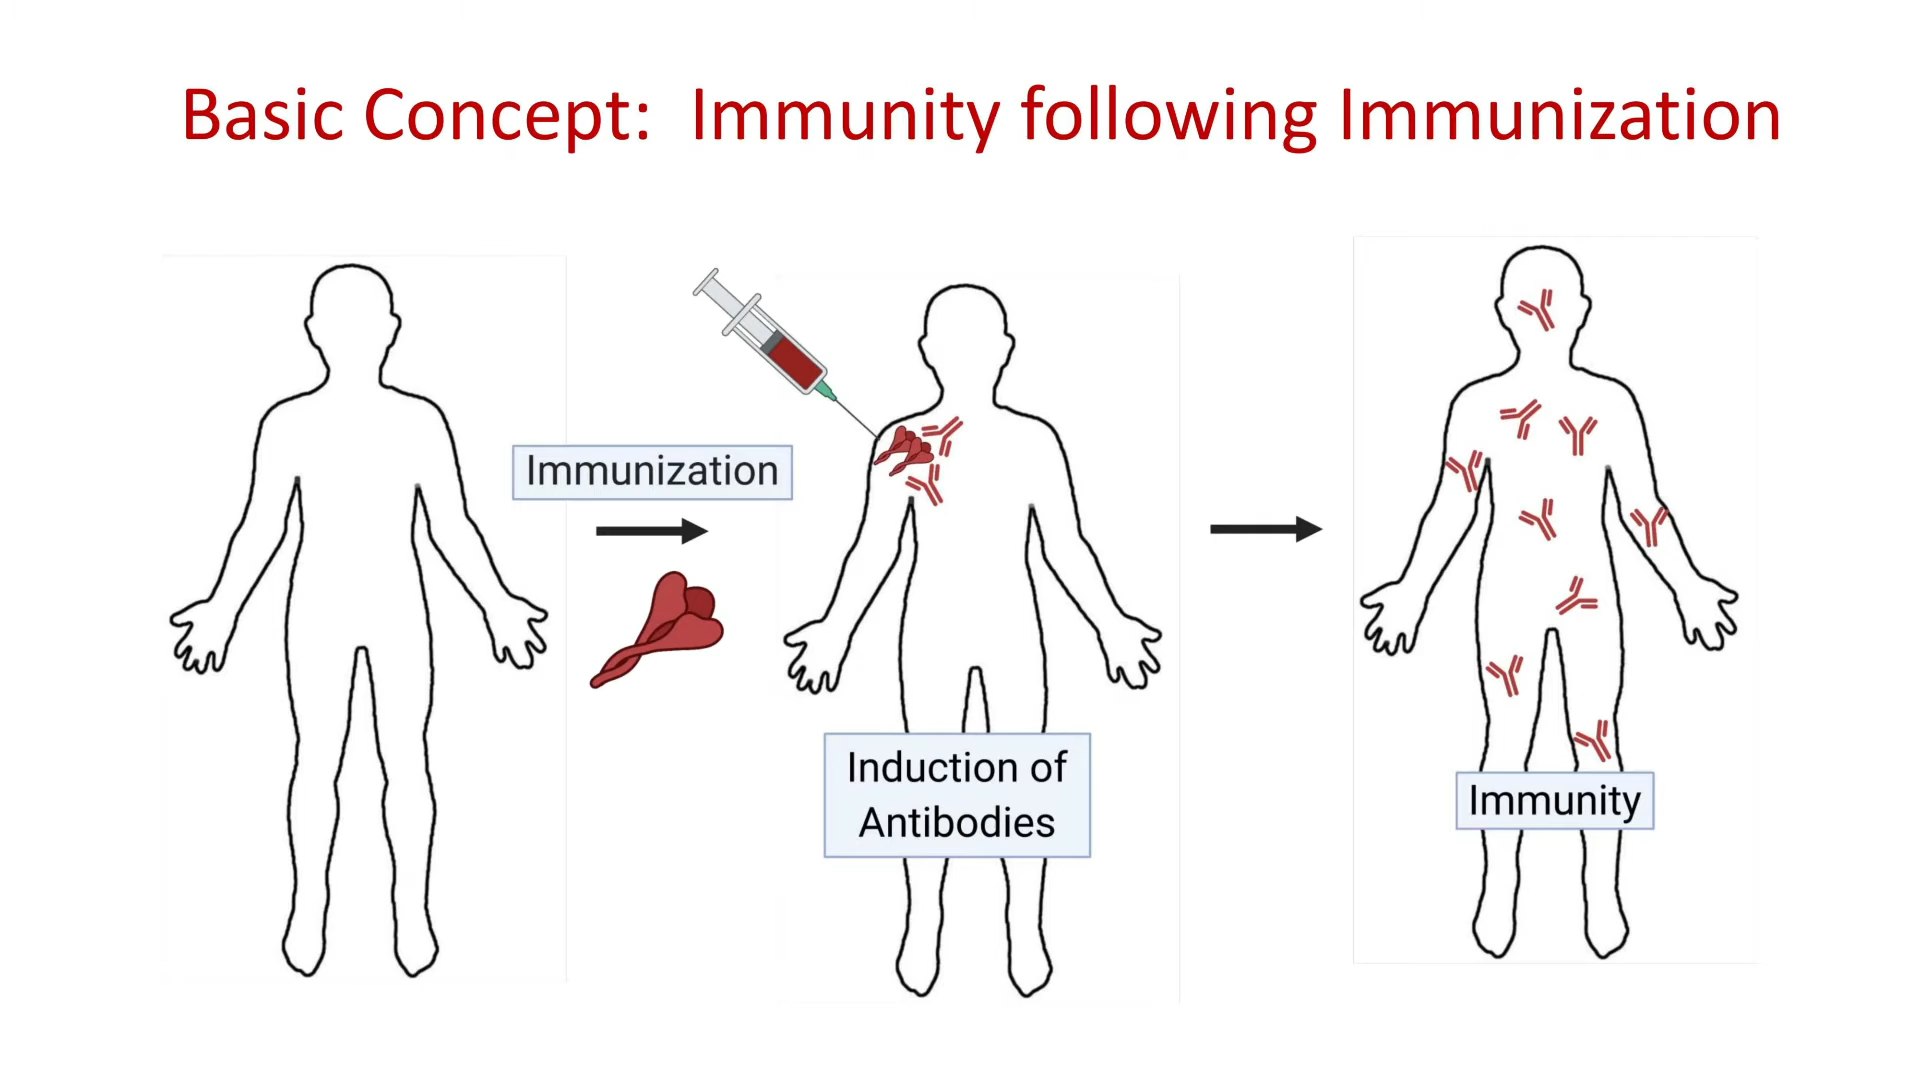 Basic Concept:  Immunity following Immunization
Immunization
Induction of
Antibodies
Immunity